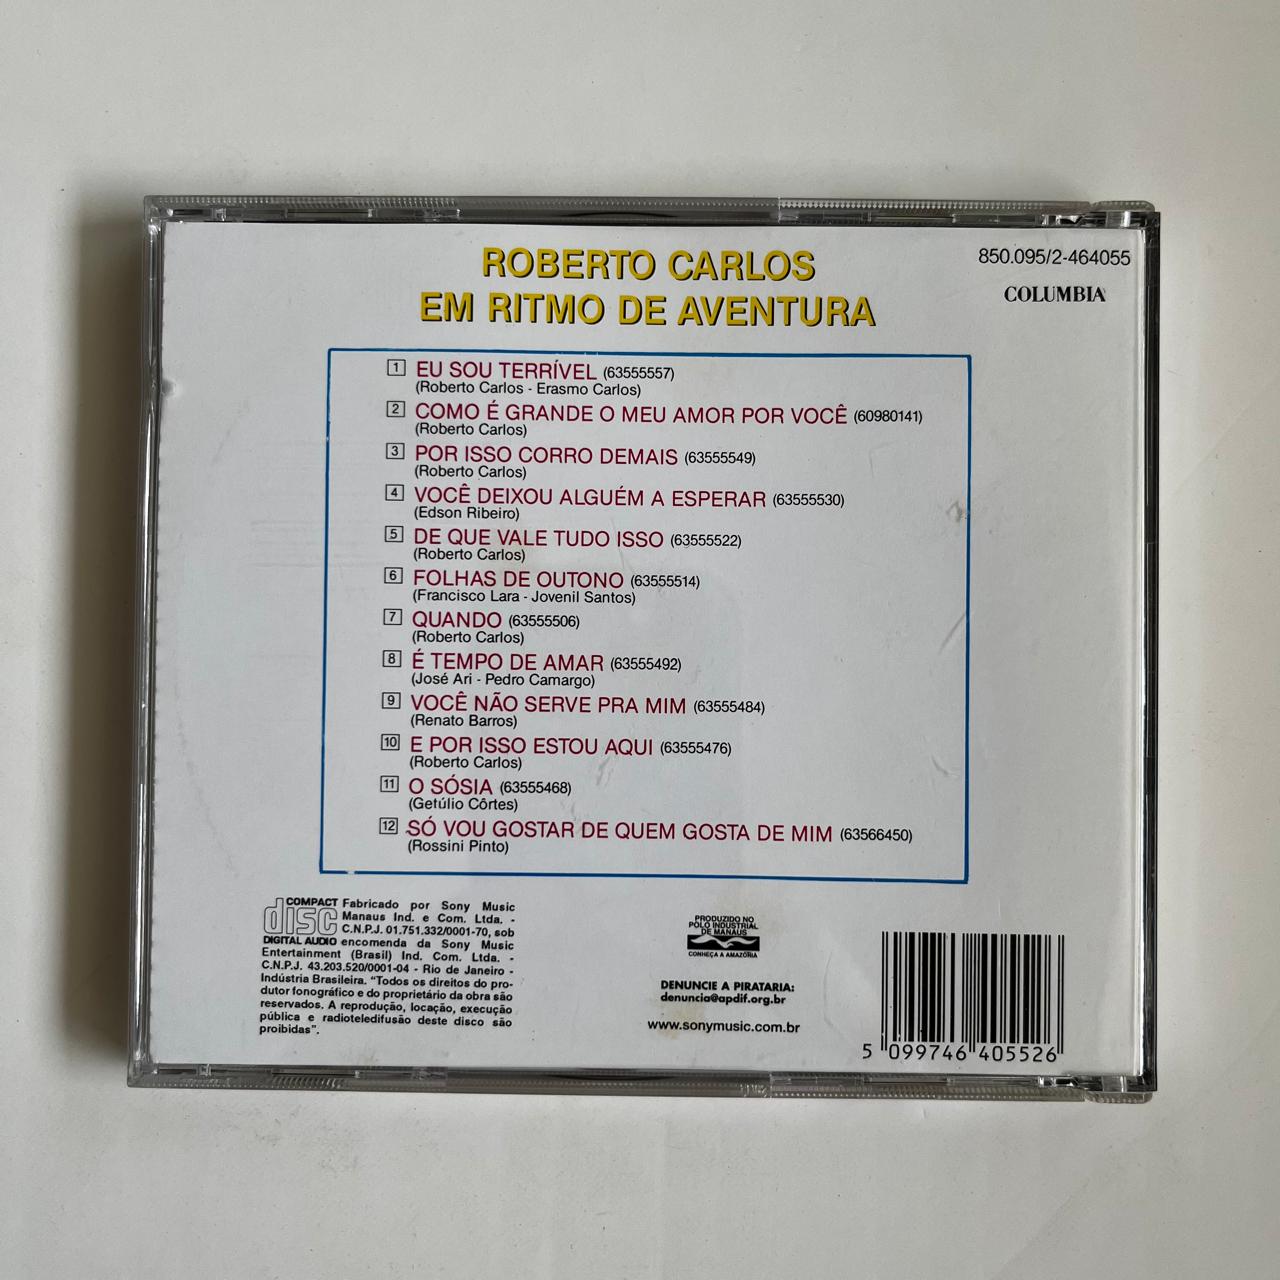 ROBERTO CARLOS
EM RITMO DE AVENTURA
850.095/2-464055
COLUMBIA
1 EU SOU TERRÍVEL (63555557)
(Roberto Carlos - Erasmo Carlos)
2 COMO É GRANDE O MEU AMOR POR VOCÊ (60980141)
(Roberto Carlos)
3 POR ISSO CORRO DEMAIS (63555549)
(Roberto Carlos)
4 VOCÊ DEIXOU ALGUÉM A ESPERAR (63555530)
(Edson Ribeiro)
5 DE QUE VALE TUDO ISSO (63555522)
(Roberto Carlos)
6 FOLHAS DE OUTONO (63555514)
(Francisco Lara - Jovenil Santos)
7 QUANDO (63555506)
(Roberto Carlos)
8 É TEMPO DE AMAR (63555492)
(José Ari - Pedro Camargo)
9 VOCÊ NÃO SERVE PRA MIM (63555484)
(Renato Barros)
10 E POR ISSO ESTOU AQUI (63555476)
(Roberto Carlos)
11 O SÓSIA (63555468)
(Getúlio Côrtes)
12 SÓ VOU GOSTAR DE QUEM GOSTA DE MIM (63566450)
(Rossini Pinto)
COMPACT
disc
DIGITAL AUDIO
Fabricado por Sony Music
Manaus Ind. e Com. Ltda. -
C.N.P.J. 01.751.332/0001-70, sob
encomenda da Sony Music
Entertainment (Brasil) Ind. Com. Ltda. -
C.N.P.J. 43.203.520/0001-04 - Rio de Janeiro -
Indústria Brasileira. "Todos os direitos do pro-
dutor fonográfico e do proprietário da obra são
reservados. A reprodução, locação, execução
pública e radioteledifusão deste disco são
proibidas".
PRODUZIDO NO
PÓLO INDUSTRIAL
DE MANAUS
CONHEÇA A AMAZÔNIA
DENUNCIE A PIRATARIA:
denuncia@apdif.org.br
www.sonymusic.com.br
5 099746 405526